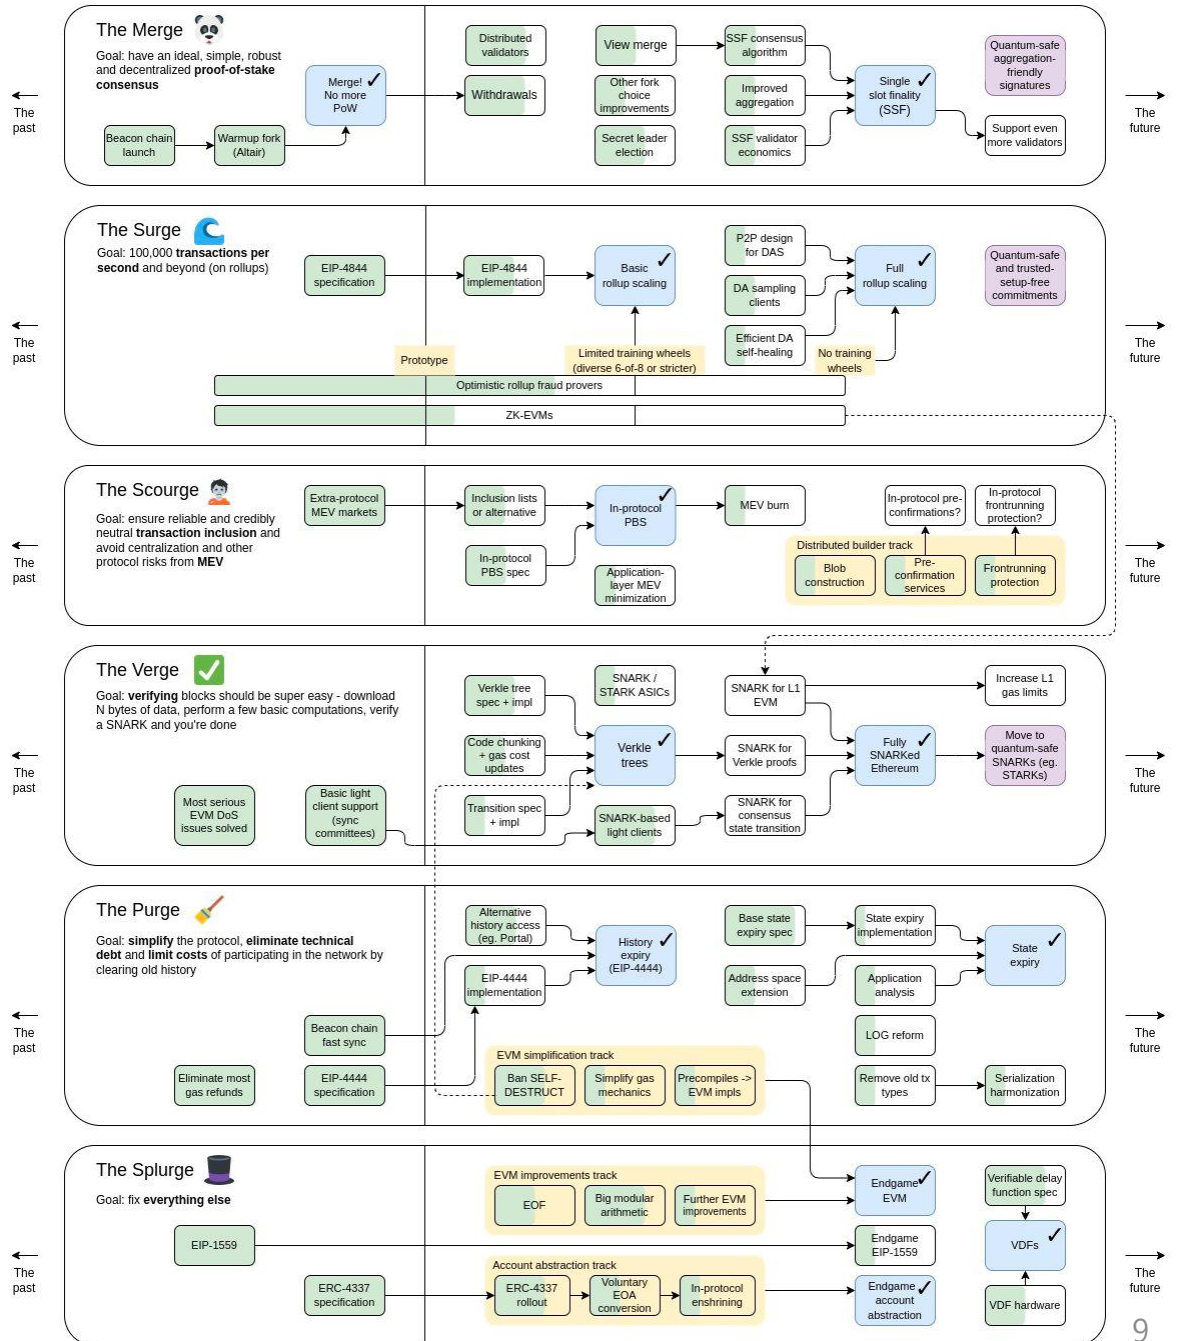 The Merge
Goal: have an ideal, simple, robust
and decentralized proof-of-stake
consensus
The
past
Beacon chain
launch
Warmup fork
(Altair)
Merge!
No more
PoW
Distributed
validators
Withdrawals
View merge
Other fork
choice
improvements
Secret leader
election
SSF consensus
algorithm
Improved
aggregation
SSF validator
economics
Single
slot finality
(SSF)
Quantum-safe
aggregation-
friendly
signatures
Support even
more validators
The
future
The Surge
Goal: 100,000 transactions per
second and beyond (on rollups)
The
past
EIP-4844
specification
EIP-4844
implementation
Basic
rollup scaling
P2P design
for DAS
DA sampling
clients
Efficient DA
self-healing
Full
rollup scaling
Quantum-safe
and trusted-
setup-free
commitments
Prototype
Limited training wheels
(diverse 6-of-8 or stricter)
No training
wheels
Optimistic rollup fraud provers
ZK-EVMs
The
future
The Scourge
Goal: ensure reliable and credibly
neutral transaction inclusion and
avoid centralization and other
protocol risks from MEV
The
past
Extra-protocol
MEV markets
Inclusion lists
or alternative
In-protocol
PBS spec
In-protocol
PBS
Application-
layer MEV
minimization
MEV burn
In-protocol pre-
confirmations?
In-protocol
frontrunning
protection?
Distributed builder track
Blob
construction
Pre-
confirmation
services
Frontrunning
protection
The
future
The Verge
Goal: verifying blocks should be super easy - download
N bytes of data, perform a few basic computations, verify
a SNARK and you're done
The
past
Most serious
EVM DoS
issues solved
Basic light
client support
(sync
committees)
Verkle tree
spec + impl
Code chunking
+ gas cost
updates
Transition spec
+ impl
SNARK /
STARK ASICs
Verkle
trees
SNARK-based
light clients
SNARK for L1
EVM
SNARK for
Verkle proofs
SNARK for
consensus
state transition
Fully
SNARKed
Ethereum
Increase L1
gas limits
Move to
quantum-safe
SNARKs (eg.
STARKs)
The
future
The Purge
Goal: simplify the protocol, eliminate technical
debt and limit costs of participating in the network by
clearing old history
The
past
Eliminate most
gas refunds
Beacon chain
fast sync
EIP-4444
specification
Alternative
history access
(eg. Portal)
EIP-4444
implementation
History
expiry
(EIP-4444)
EVM simplification track
Ban SELF-
DESTRUCT
Simplify gas
mechanics
Precompiles ->
EVM impls
Base state
expiry spec
Address space
extension
State expiry
implementation
Application
analysis
LOG reform
Remove old tx
types
State
expiry
Serialization
harmonization
The
future
The Splurge
Goal: fix everything else
The
past
EIP-1559
ERC-4337
specification
EVM improvements track
EOF
Big modular
arithmetic
Further EVM
improvements
Account abstraction track
ERC-4337
rollout
Voluntary
EOA
conversion
In-protocol
enshrining
Endgame
EVM
Endgame
EIP-1559
Endgame
account
abstraction
Verifiable delay
function spec
VDFs
VDF hardware
The
future
9